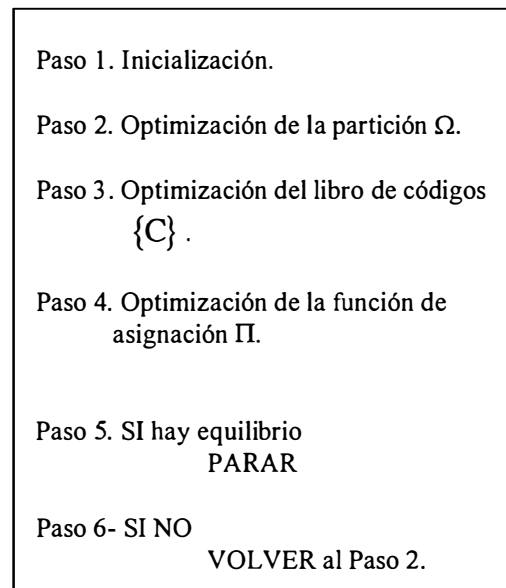 Paso 1. Inicialización.
Paso 2. Optimización de la partición Ω.
Paso 3. Optimización del libro de códigos
{C} .
Paso 4. Optimización de la función de
asignación Π.
Paso 5. SI hay equilibrio
PARAR
Paso 6- SI NO
VOLVER al Paso 2.